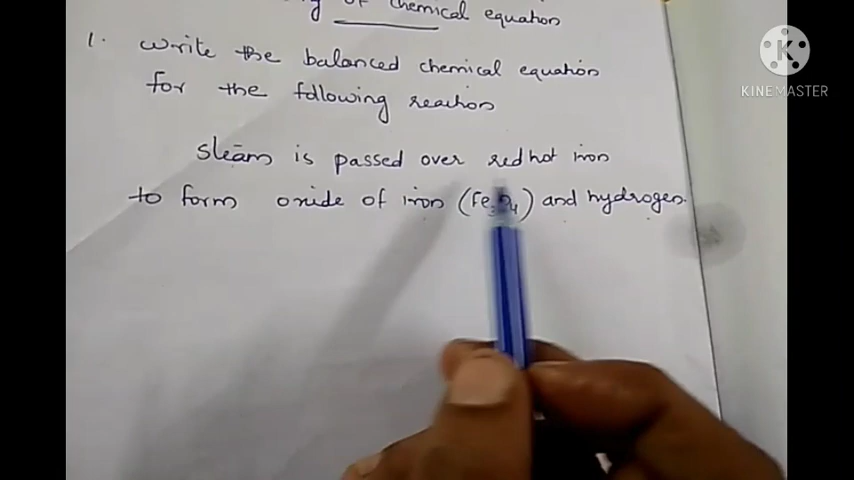 of chemical equation
1. write the balanced chemical equation
for the following reaction
steam is passed over red hot iron
to form oxide of iron (Fe3O4) and hydrogen.
KINEMASTER